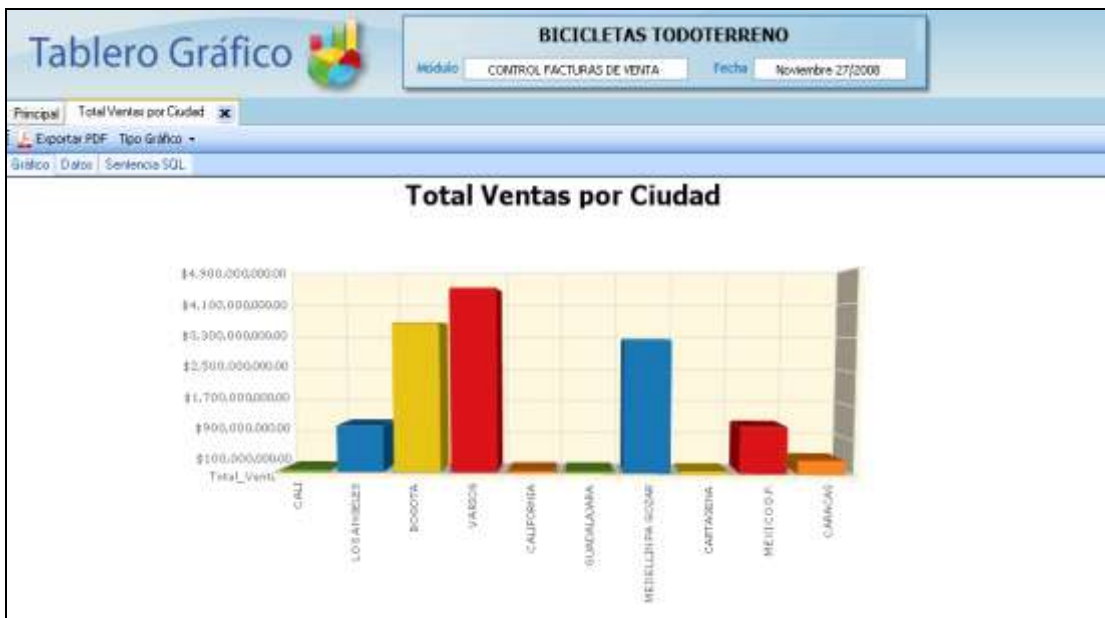 Tablero Gráfico
BICICLETAS TODOTERRENO
Módulo CONTROL FACTURAS DE VENTA Fecha Noviembre 27/2008
Principal Total Ventas por Ciudad
Exportar PDF Tipo Gráfico
Gráfico Datos Sentencia SQL
Total Ventas por Ciudad
$4,900,000,000.00
$4,100,000,000.00
$3,300,000,000.00
$2,500,000,000.00
$1,700,000,000.00
$900,000,000.00
$100,000,000.00
Total_Venta
CALI
LOS ANGELES
BOGOTA
VARIOS
CALIFORNIA
GUADALAJARA
MEDELLIN PA GOZAR
CARTAGENA
MEXICO D.F.
CARACAS